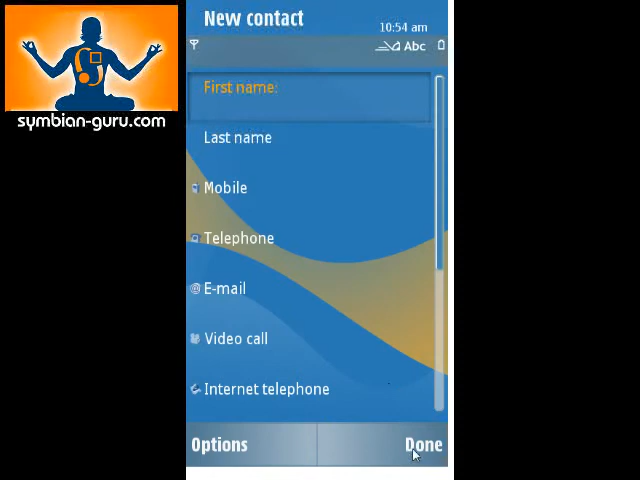 New contact
10:54 am
Abc
symbian-guru.com
First name:
Last name
Mobile
Telephone
E-mail
Video call
Internet telephone
Options
Done